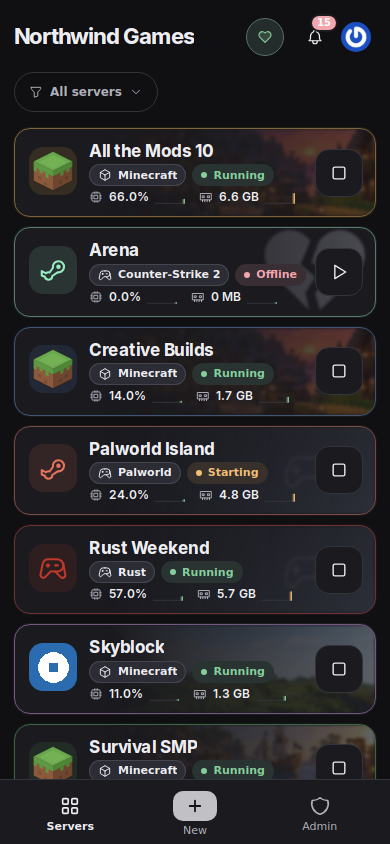 Northwind Games
15
All servers
All the Mods 10
Minecraft Running
66.0% 6.6 GB
Arena
Counter-Strike 2 Offline
0.0% 0 MB
Creative Builds
Minecraft Running
14.0% 1.7 GB
Palworld Island
Palworld Starting
24.0% 4.8 GB
Rust Weekend
Rust Running
57.0% 5.7 GB
Skyblock
Minecraft Running
11.0% 1.3 GB
Survival SMP
Minecraft Running
Servers New Admin